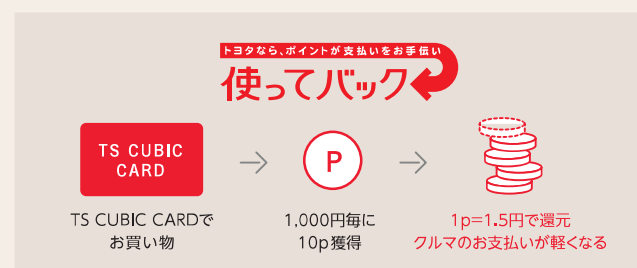 トヨタなら、ポイントが支払いをお手伝い
使ってバック
TS CUBIC
CARD
P
TS CUBIC CARDで
お買い物
1,000円毎に
10p獲得
1p=1.5円で還元
クルマのお支払いが軽くなる